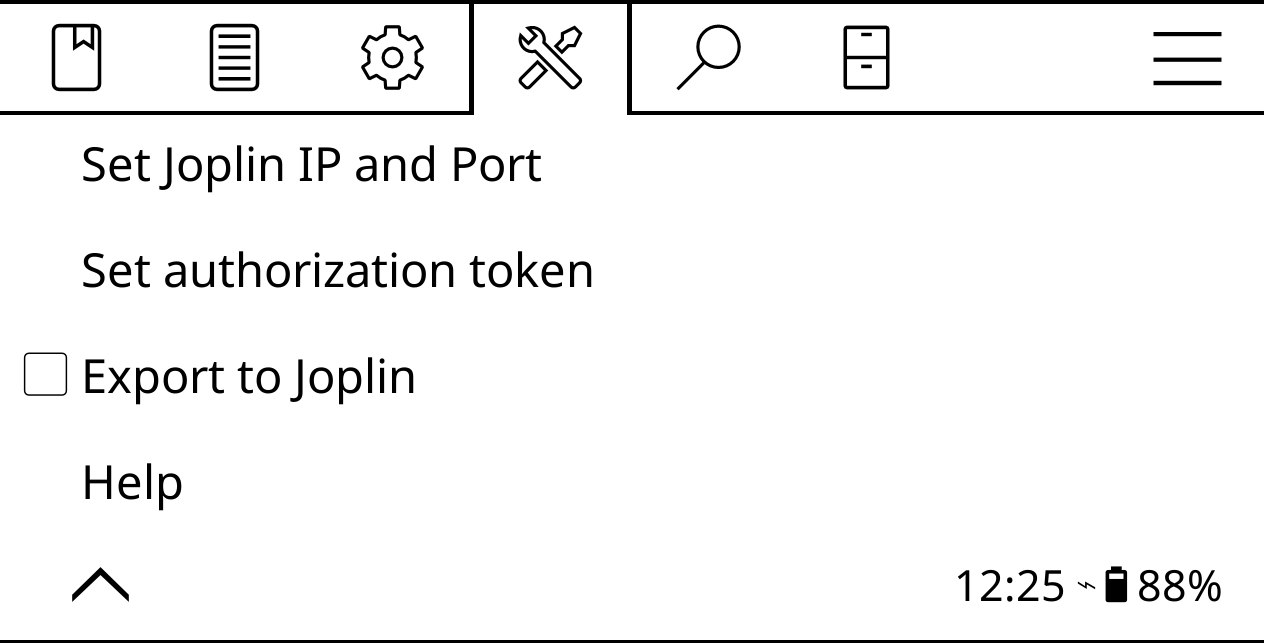 Set Joplin IP and Port
Set authorization token
Export to Joplin
Help
12:25 88%